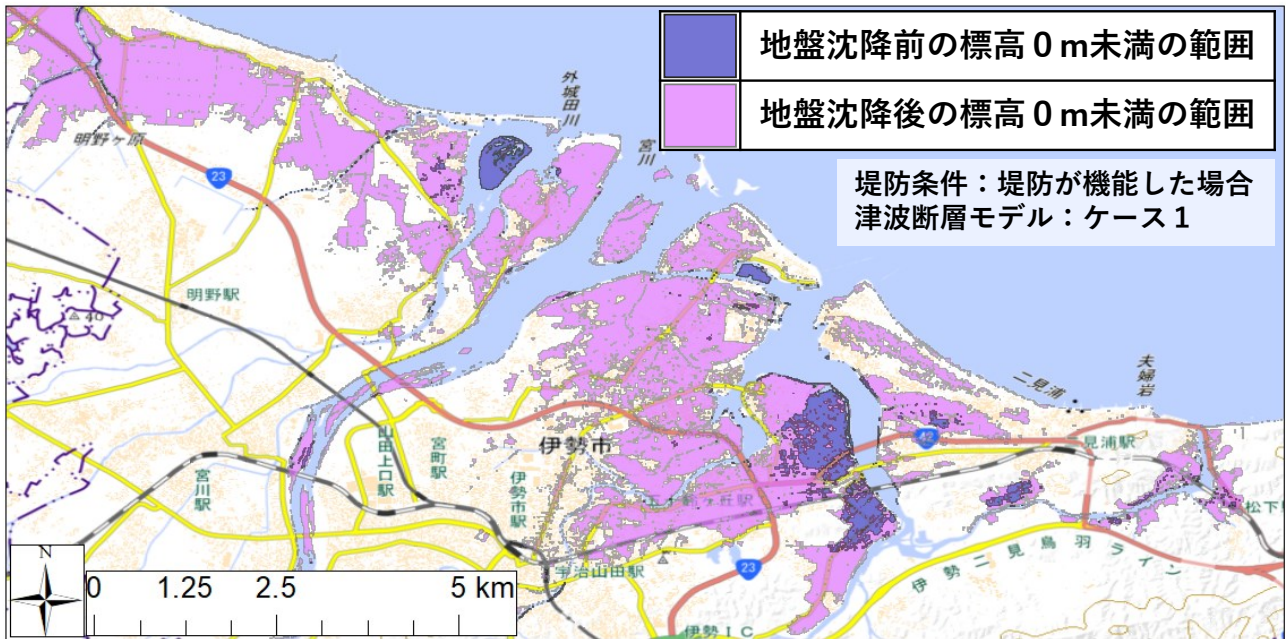 地盤沈降前の標高０ｍ未満の範囲
地盤沈降後の標高０ｍ未満の範囲
堤防条件：堤防が機能した場合
津波断層モデル：ケース１
外城田川
宮川
明野ヶ原
23
明野駅
40
夫婦岩
二見浦
42
二見浦駅
伊勢市
山田上口駅
宮町駅
伊勢市駅
宮川駅
五十鈴ヶ丘駅
松下
宇治山田駅
23
伊勢二見鳥羽ライン
伊勢ＩＣ
N
0 1.25 2.5 5 km